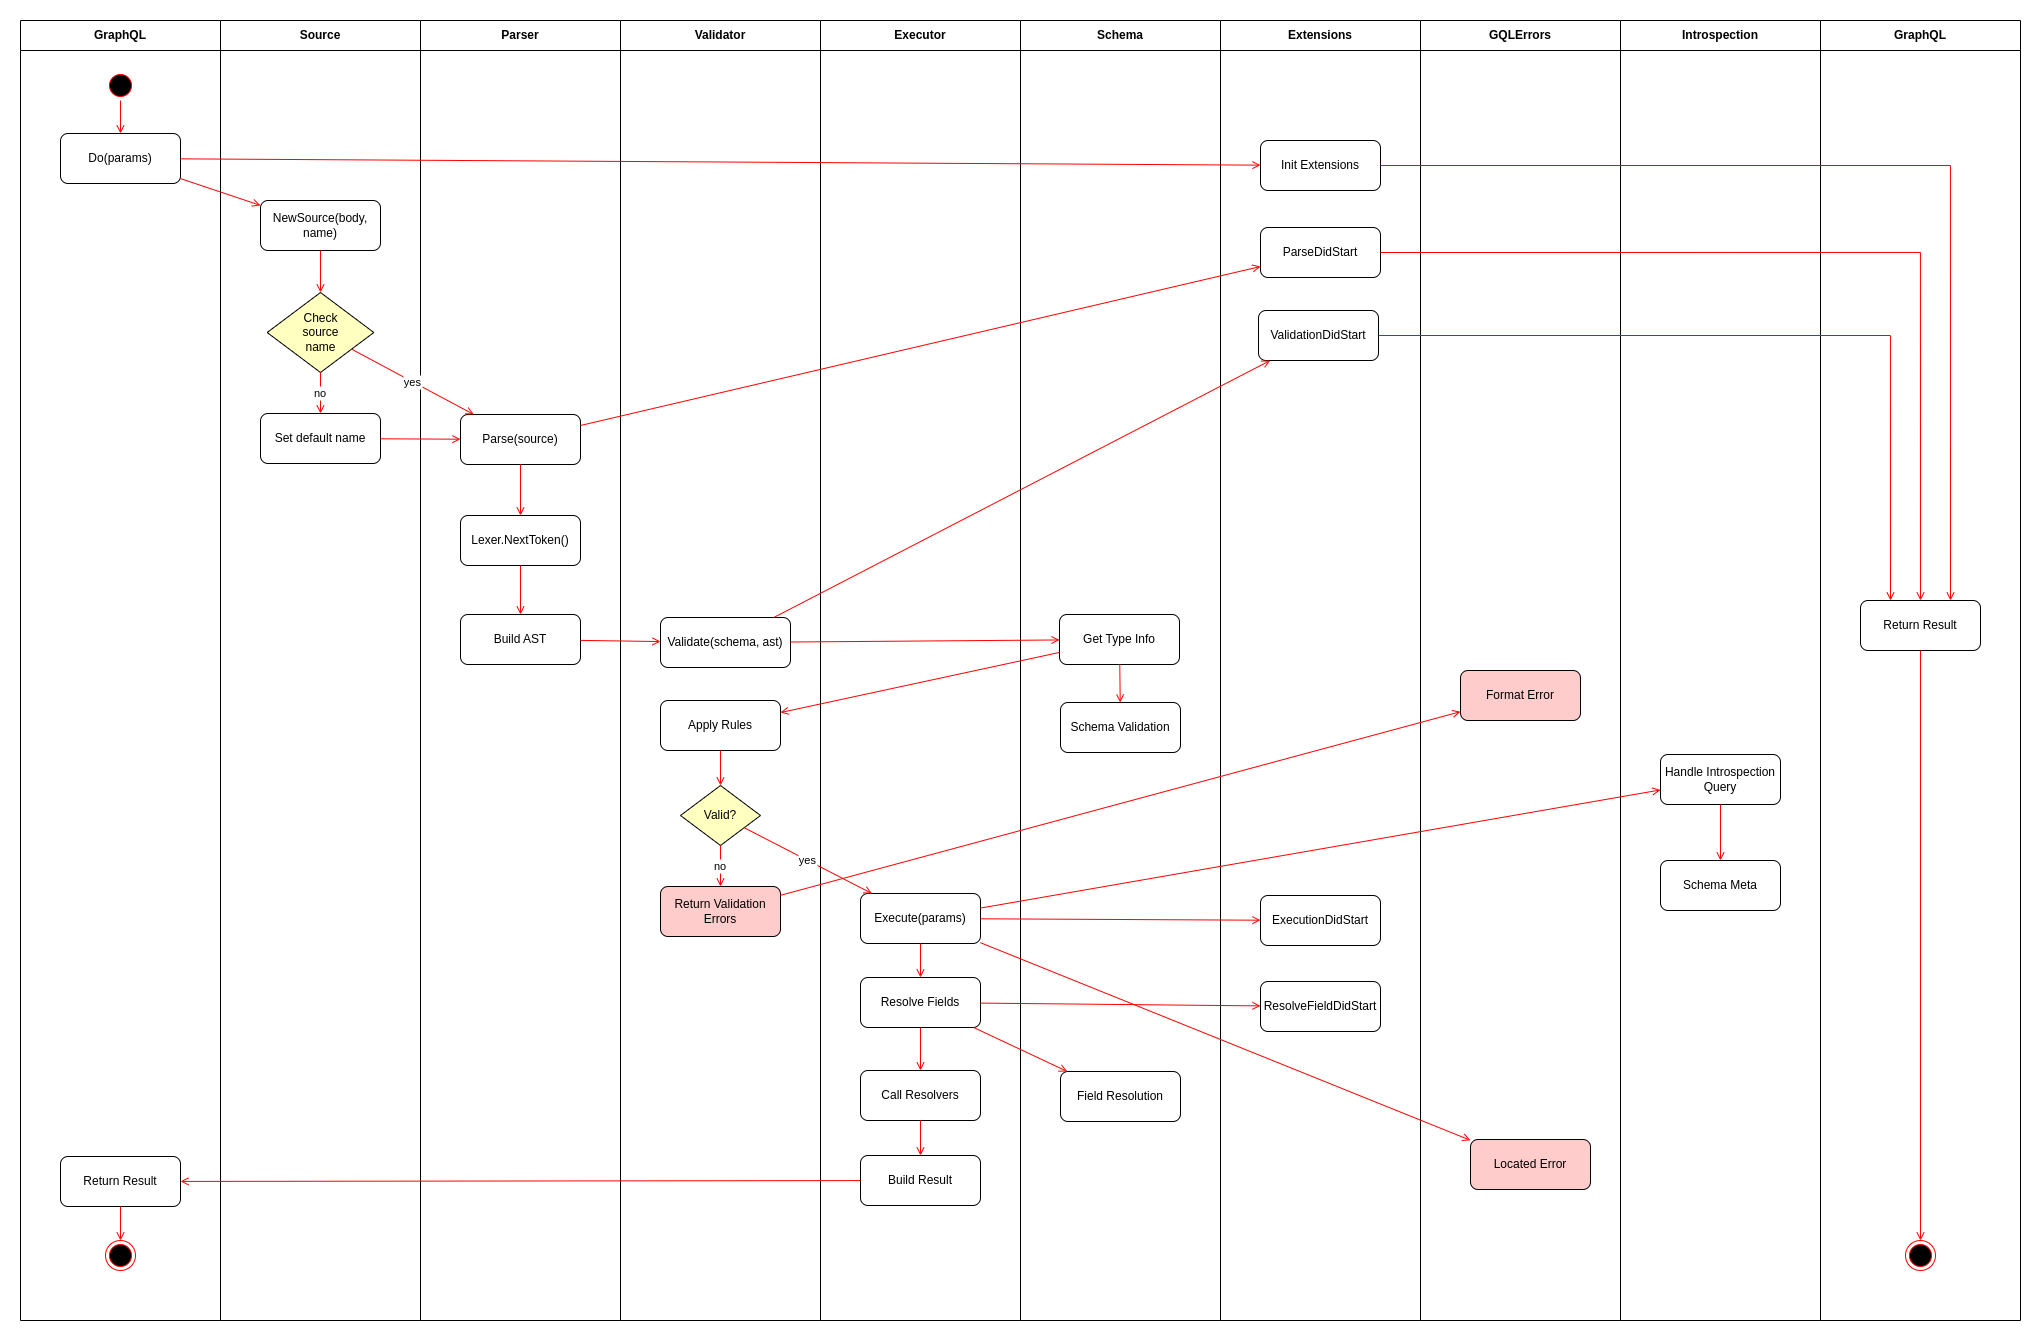 GraphQL
Source
Parser
Validator
Executor
Schema
Extensions
GQLErrors
Introspection
GraphQL
Do(params)
Init Extensions
NewSource(body,
name)
ParseDidStart
Check
source
name
ValidationDidStart
yes
no
Set default name
Parse(source)
Lexer.NextToken()
Build AST
Validate(schema, ast)
Get Type Info
Return Result
Format Error
Apply Rules
Schema Validation
Handle Introspection
Query
Valid?
yes
no
Schema Meta
Return Validation
Errors
Execute(params)
ExecutionDidStart
Resolve Fields
ResolveFieldDidStart
Call Resolvers
Field Resolution
Located Error
Return Result
Build Result